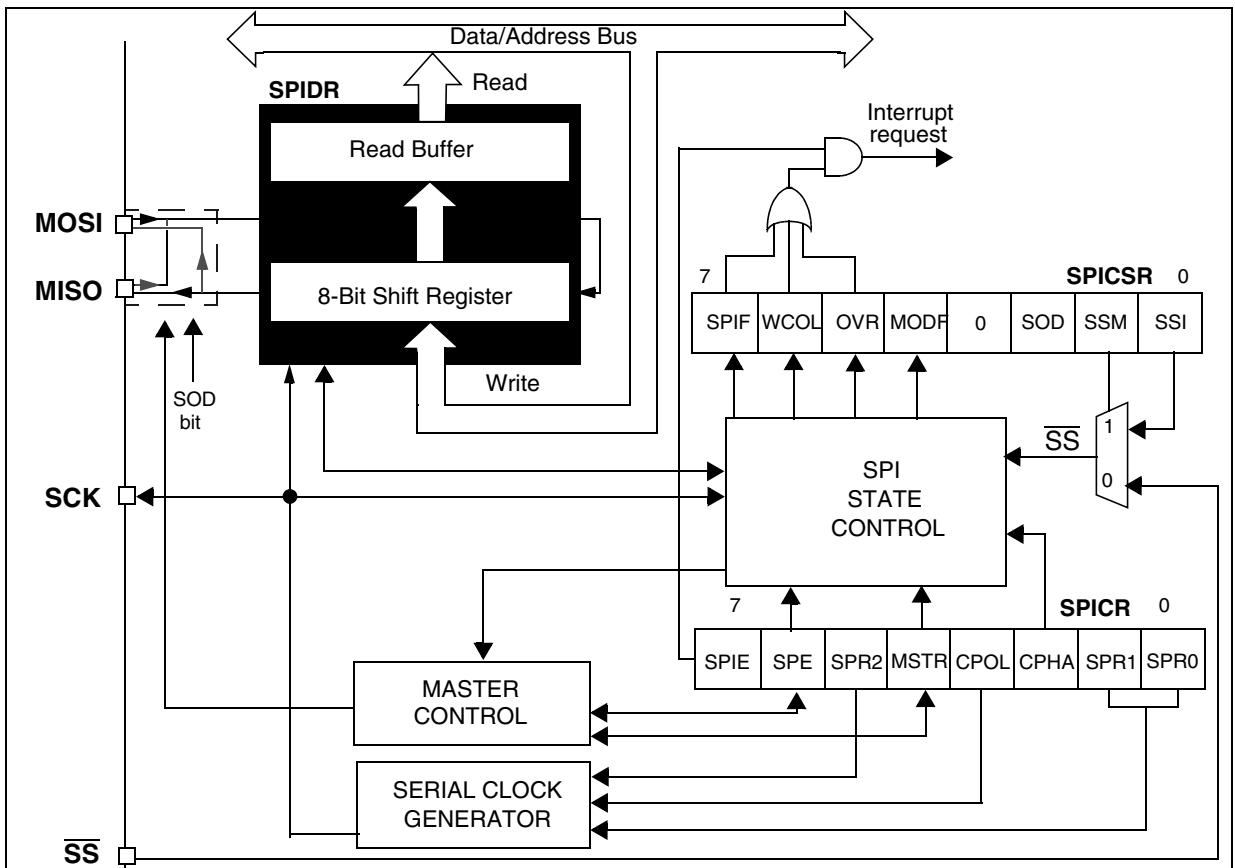 Data/Address Bus
SPIDR
Read
Interrupt
request
Read Buffer
MOSI
MISO
8-Bit Shift Register
7
SPICSR
0
SPIF
WCOL
OVR
MODF
0
SOD
SSM
SSI
Write
SOD
bit
1
SS
0
SCK
SPI
STATE
CONTROL
7
SPICR
0
SPIE
SPE
SPR2
MSTR
CPOL
CPHA
SPR1
SPR0
MASTER
CONTROL
SERIAL CLOCK
GENERATOR
SS